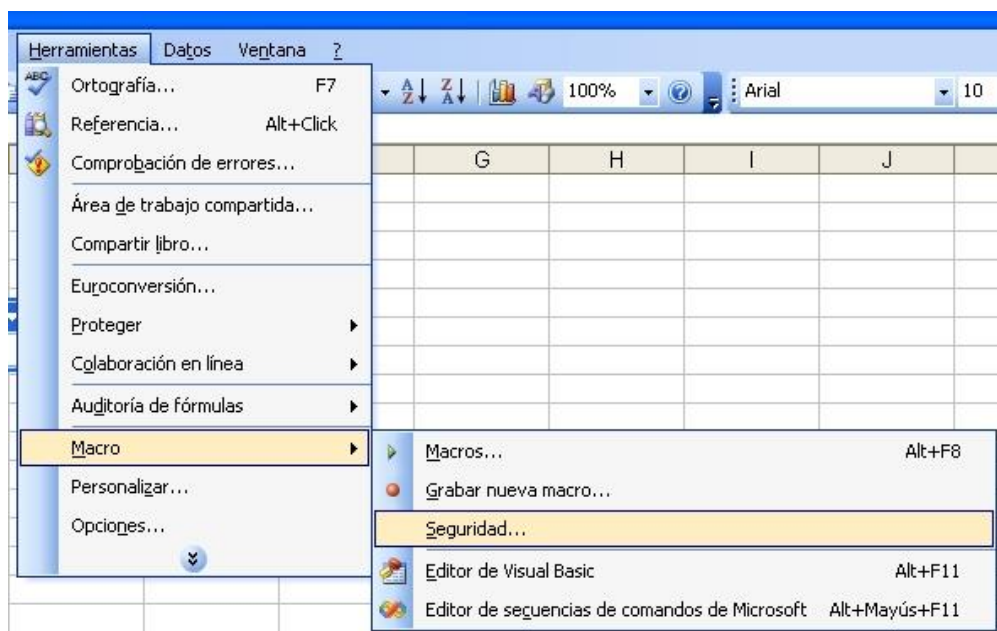 Herramientas Datos Ventana ?
ABC Ortografía... F7
A Z Z A 100% Arial 10
Referencia... Alt+Click
Comprobación de errores...
G H I J
Área de trabajo compartida...
Compartir libro...
Euroconversión...
Proteger
Colaboración en línea
Auditoría de fórmulas
Macro
Personalizar...
Opciones...
Macros... Alt+F8
Grabar nueva macro...
Seguridad...
Editor de Visual Basic Alt+F11
Editor de secuencias de comandos de Microsoft Alt+Mayús+F11